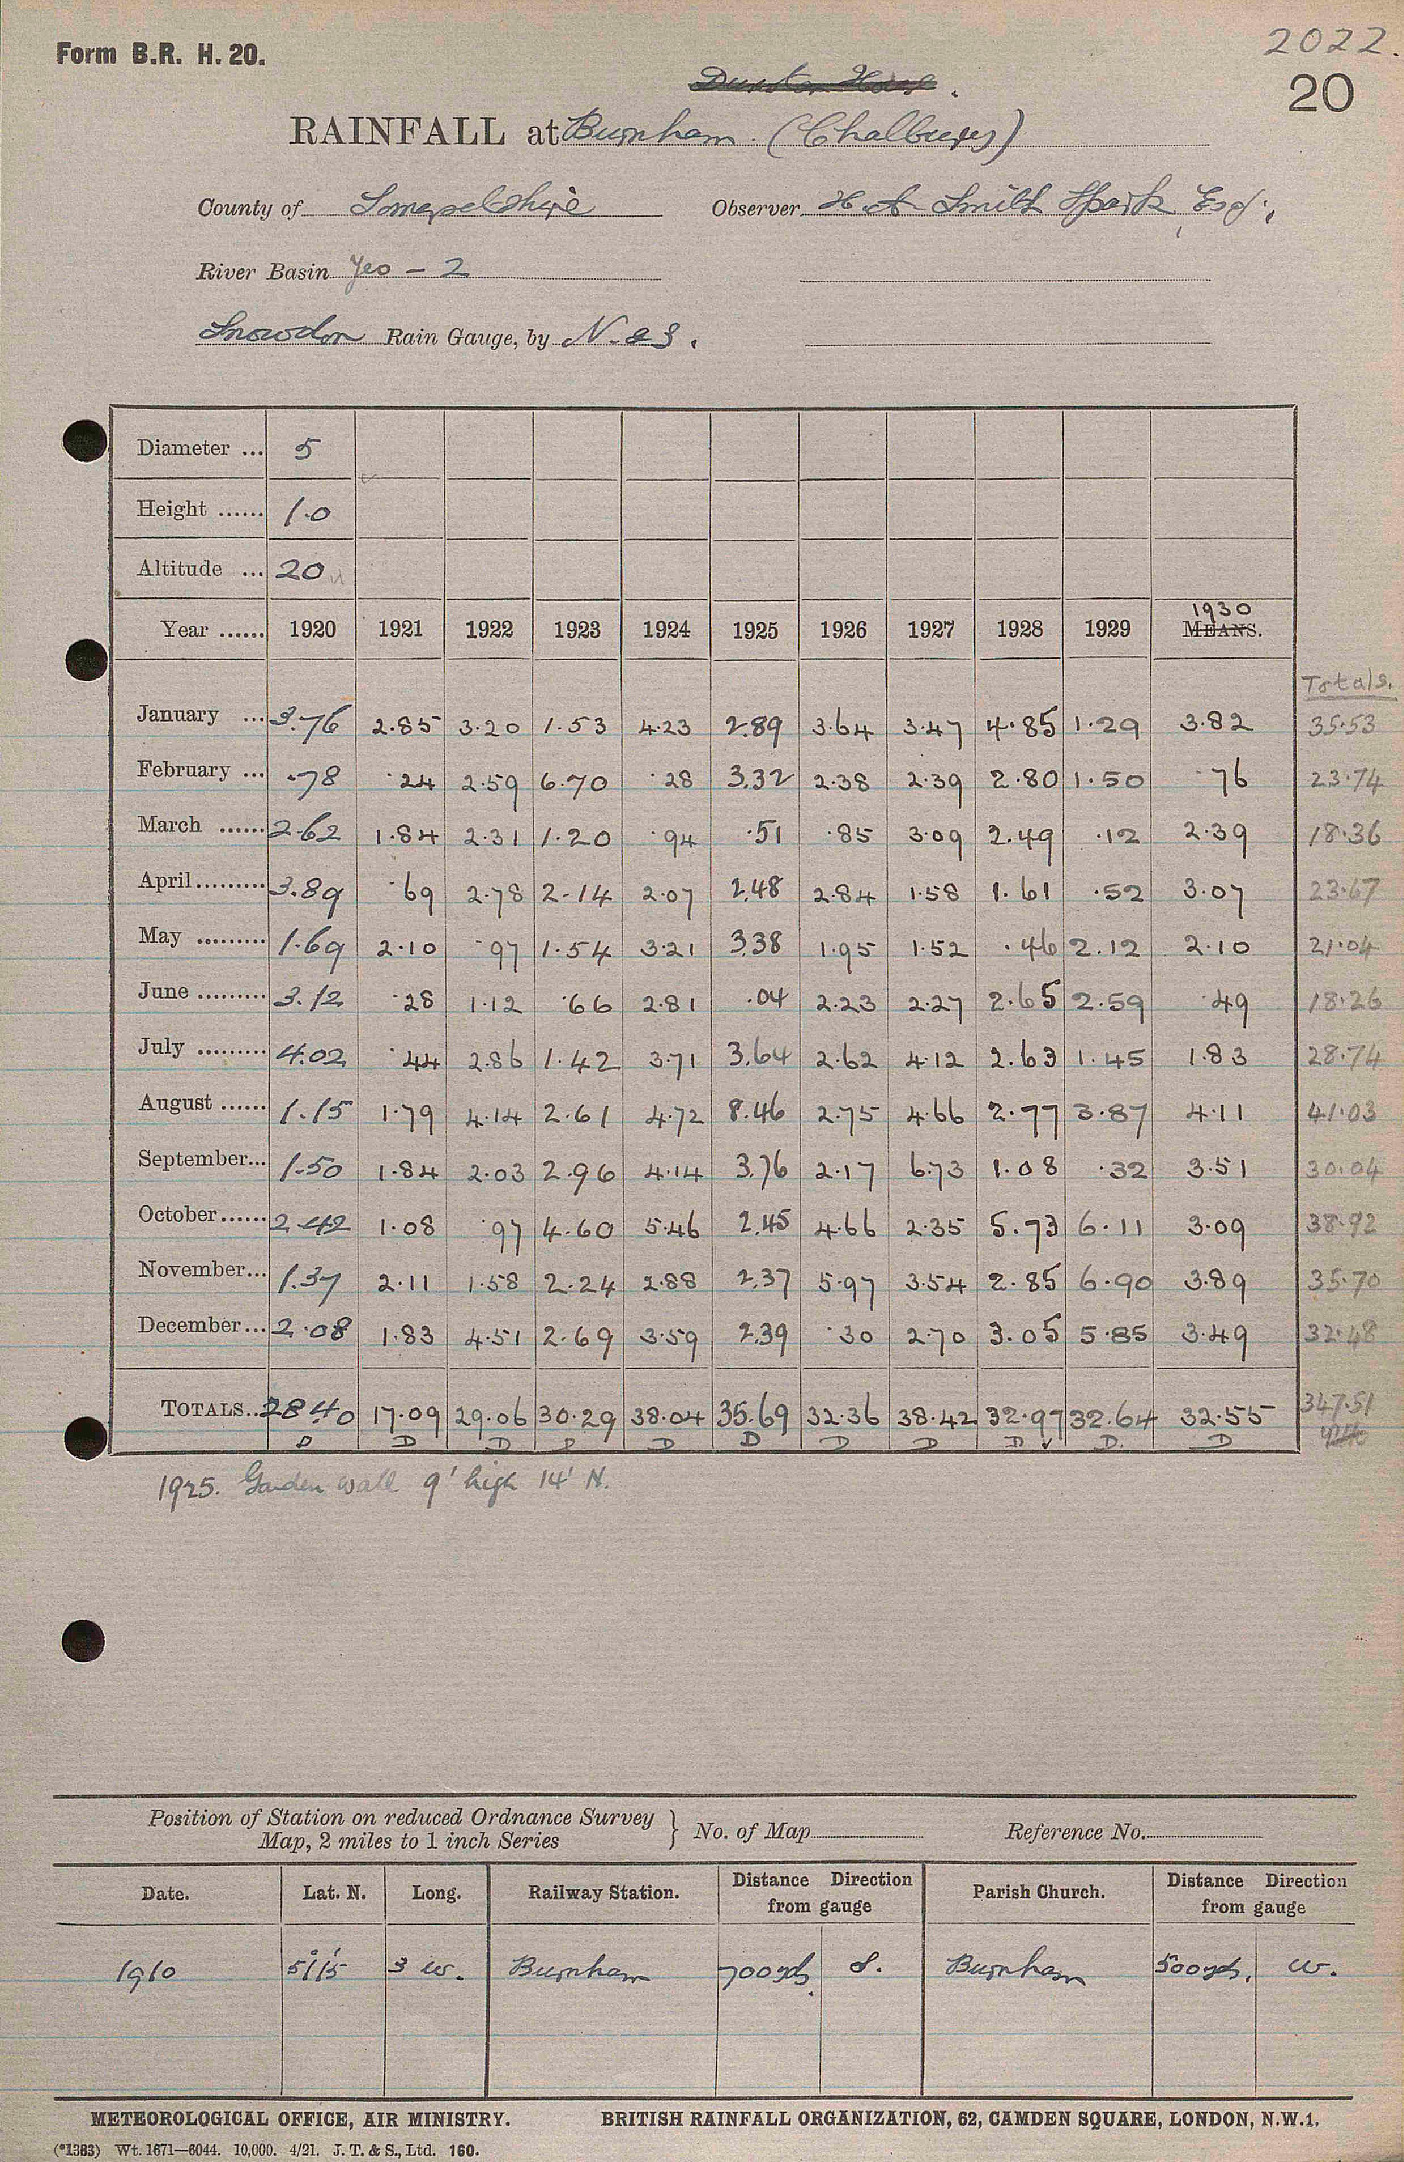 Form B.R. H. 20.
2022.
20
RAINFALL at Burnham (Chalbury)
County of Somersetshire Observer H A Smith Spark, Esq.,
River Basin Yeo - 2
Snowdon Rain Gauge, by N. & Z.
Diameter ... 5
Height ...... 1.0
Altitude ... 20
1930
Year ...... 1920 1921 1922 1923 1924 1925 1926 1927 1928 1929 MEANS.
Totals.
January ... 3.76 2.85 3.20 1.53 4.23 2.89 3.64 3.47 4.85 1.29 3.82 35.53
February ... .78 .24 2.59 6.70 .28 3.32 2.38 2.39 2.80 1.50 .76 23.74
March ...... 2.62 1.84 2.31 1.20 .94 .51 .85 3.09 2.49 .12 2.39 18.36
April ......... 3.89 .69 2.78 2.14 2.07 2.48 2.84 1.58 1.61 .52 3.07 23.67
May ......... 1.69 2.10 .97 1.54 3.21 3.38 1.95 1.52 .46 2.12 2.10 21.04
June ......... 3.12 .28 1.12 .66 2.81 .04 2.23 2.27 2.65 2.59 .49 18.26
July ......... 4.02 .44 2.86 1.42 3.71 3.64 2.62 4.12 2.63 1.45 1.83 28.74
August ...... 1.15 1.79 4.14 2.61 4.72 8.46 2.75 4.66 2.77 3.87 4.11 41.03
September... 1.50 1.84 2.03 2.96 4.14 3.76 2.17 6.73 1.08 .32 3.51 30.04
October ...... 2.42 1.08 .97 4.60 5.46 2.45 4.66 2.35 5.73 6.11 3.09 38.92
November... 1.37 2.11 1.58 2.24 2.88 2.37 5.97 3.54 2.85 6.90 3.89 35.70
December... 2.08 1.83 4.51 2.69 3.59 2.39 .30 2.70 3.05 5.85 3.49 32.48
TOTALS.. 28.40 17.09 29.06 30.29 38.04 35.69 32.36 38.42 32.97 32.64 32.55 347.51
D D D D D D D D D D. D
1925. Garden wall 9' high 14' N.
Position of Station on reduced Ordnance Survey
Map, 2 miles to 1 inch Series } No. of Map Reference No.
Date. Lat. N. Long. Railway Station. Distance Direction from gauge Parish Church. Distance Direction from gauge
1910 51°15' 3 W. Burnham 700yds. S. Burnham 500yds. W.
METEOROLOGICAL OFFICE, AIR MINISTRY. BRITISH RAINFALL ORGANIZATION, 62, CAMDEN SQUARE, LONDON, N.W.1.
(*1383) Wt. 1671—6044. 10,000. 4/21. J. T. & S., Ltd. 160.